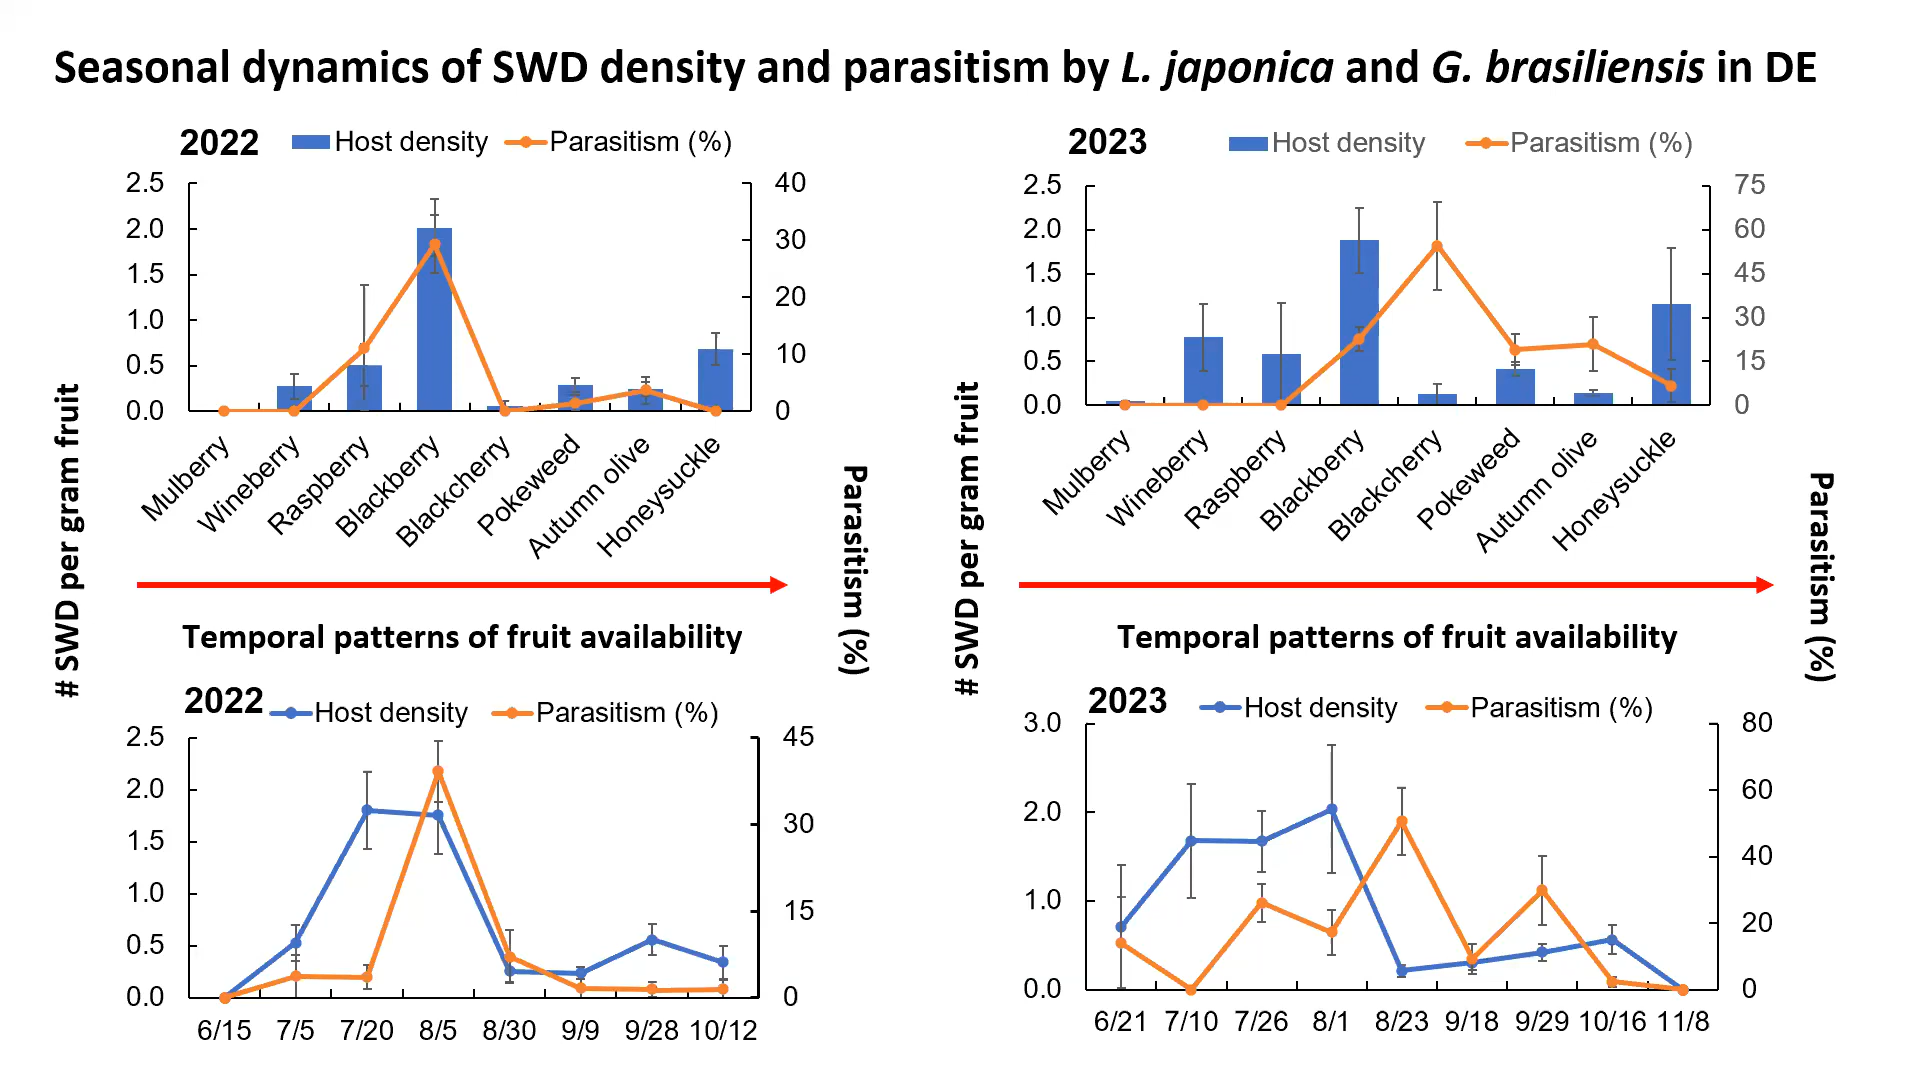 Seasonal dynamics of SWD density and parasitism by L. japonica and G. brasiliensis in DE
2022
Host density
Parasitism (%)
2.5
2.0
1.5
1.0
0.5
0.0
40
30
20
10
0
Mulberry
Wineberry
Raspberry
Blackberry
Blackcherry
Pokeweed
Autumn olive
Honeysuckle
# SWD per gram fruit
Parasitism (%)
Temporal patterns of fruit availability
2023
Host density
Parasitism (%)
2.5
2.0
1.5
1.0
0.5
0.0
75
60
45
30
15
0
Mulberry
Wineberry
Raspberry
Blackberry
Blackcherry
Pokeweed
Autumn olive
Honeysuckle
# SWD per gram fruit
Parasitism (%)
Temporal patterns of fruit availability
2022
Host density
Parasitism (%)
2.5
2.0
1.5
1.0
0.5
0.0
45
30
15
0
6/15 7/5 7/20 8/5 8/30 9/9 9/28 10/12
2023
Host density
Parasitism (%)
3.0
2.0
1.0
0.0
80
60
40
20
0
6/21 7/10 7/26 8/1 8/23 9/18 9/29 10/16 11/8